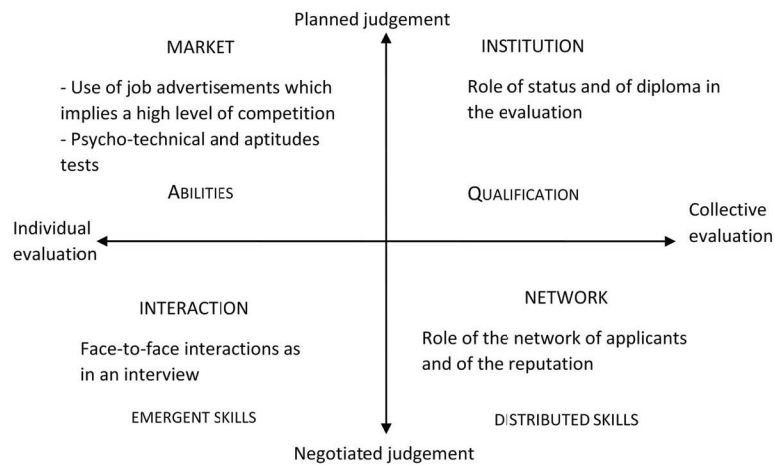 Planned judgement
MARKET
- Use of job advertisements which
implies a high level of competition
- Psycho-technical and aptitudes
tests
ABILITIES
INSTITUTION
Role of status and of diploma in
the evaluation
QUALIFICATION
Individual
evaluation
Collective
evaluation
INTERACTION
Face-to-face interactions as
in an interview
EMERGENT SKILLS
NETWORK
Role of the network of applicants
and of the reputation
DISTRIBUTED SKILLS
Negotiated judgement